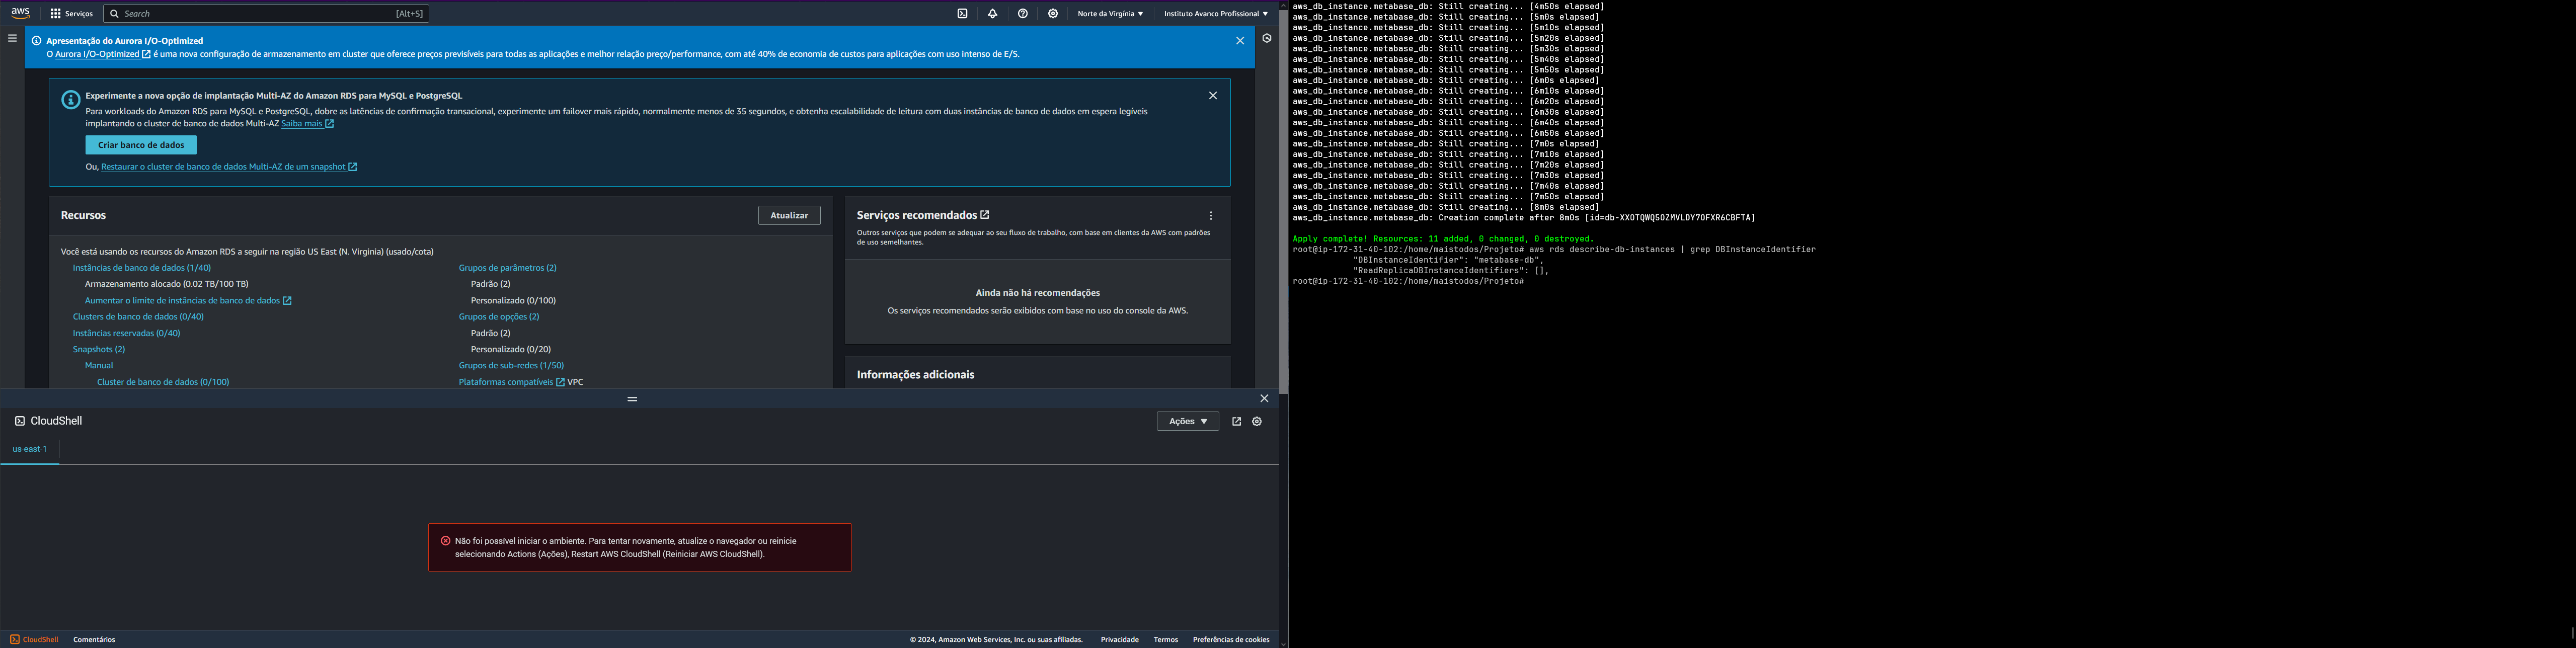 aws
Serviços
Search
[Alt+S]
Norte da Virgínia ▼
Instituto Avanco Profissional ▼
Apresentação do Aurora I/O-Optimized
O Aurora I/O-Optimized é uma nova configuração de armazenamento em cluster que oferece preços previsíveis para todas as aplicações e melhor relação preço/performance, com até 40% de economia de custos para aplicações com uso intenso de E/S.
Experimente a nova opção de implantação Multi-AZ do Amazon RDS para MySQL e PostgreSQL
Para workloads do Amazon RDS para MySQL e PostgreSQL, dobre as latências de confirmação transacional, experimente um failover mais rápido, normalmente menos de 35 segundos, e obtenha escalabilidade de leitura com duas instâncias de banco de dados em espera legíveis
implantando o cluster de banco de dados Multi-AZ Saiba mais
Criar banco de dados
Ou, Restaurar o cluster de banco de dados Multi-AZ de um snapshot
Recursos
Atualizar
Você está usando os recursos do Amazon RDS a seguir na região US East (N. Virginia) (usado/cota)
Instâncias de banco de dados (1/40)
Armazenamento alocado (0.02 TB/100 TB)
Aumentar o limite de instâncias de banco de dados
Clusters de banco de dados (0/40)
Instâncias reservadas (0/40)
Snapshots (2)
Manual
Cluster de banco de dados (0/100)
Grupos de parâmetros (2)
Padrão (2)
Personalizado (0/100)
Grupos de opções (2)
Padrão (2)
Personalizado (0/20)
Grupos de sub-redes (1/50)
Plataformas compatíveis VPC
Serviços recomendados
Outros serviços que podem se adequar ao seu fluxo de trabalho, com base em clientes da AWS com padrões
de uso semelhantes.
Ainda não há recomendações
Os serviços recomendados serão exibidos com base no uso do console da AWS.
Informações adicionais
CloudShell
Ações ▼
us-east-1
Não foi possível iniciar o ambiente. Para tentar novamente, atualize o navegador ou reinicie
selecionando Actions (Ações), Restart AWS CloudShell (Reiniciar AWS CloudShell).
CloudShell
Comentários
© 2024, Amazon Web Services, Inc. ou suas afiliadas.
Privacidade
Termos
Preferências de cookies
aws_db_instance.metabase_db: Still creating... [4m50s elapsed]
aws_db_instance.metabase_db: Still creating... [5m0s elapsed]
aws_db_instance.metabase_db: Still creating... [5m10s elapsed]
aws_db_instance.metabase_db: Still creating... [5m20s elapsed]
aws_db_instance.metabase_db: Still creating... [5m30s elapsed]
aws_db_instance.metabase_db: Still creating... [5m40s elapsed]
aws_db_instance.metabase_db: Still creating... [5m50s elapsed]
aws_db_instance.metabase_db: Still creating... [6m0s elapsed]
aws_db_instance.metabase_db: Still creating... [6m10s elapsed]
aws_db_instance.metabase_db: Still creating... [6m20s elapsed]
aws_db_instance.metabase_db: Still creating... [6m30s elapsed]
aws_db_instance.metabase_db: Still creating... [6m40s elapsed]
aws_db_instance.metabase_db: Still creating... [6m50s elapsed]
aws_db_instance.metabase_db: Still creating... [7m0s elapsed]
aws_db_instance.metabase_db: Still creating... [7m10s elapsed]
aws_db_instance.metabase_db: Still creating... [7m20s elapsed]
aws_db_instance.metabase_db: Still creating... [7m30s elapsed]
aws_db_instance.metabase_db: Still creating... [7m40s elapsed]
aws_db_instance.metabase_db: Still creating... [7m50s elapsed]
aws_db_instance.metabase_db: Still creating... [8m0s elapsed]
aws_db_instance.metabase_db: Creation complete after 8m0s [id=db-XXOTQWQ5OZMVLDY7OFXR6CBFTA]
Apply complete! Resources: 11 added, 0 changed, 0 destroyed.
root@ip-172-31-40-102:/home/maistodos/Projeto# aws rds describe-db-instances | grep DBInstanceIdentifier
"DBInstanceIdentifier": "metabase-db",
"ReadReplicaDBInstanceIdentifiers": [],
root@ip-172-31-40-102:/home/maistodos/Projeto#